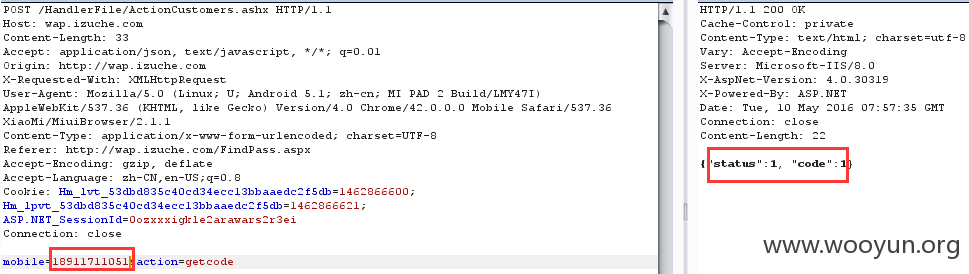 POST /HandlerFile/ActionCustomers.ashx HTTP/1.1
Host: wap.izuche.com
Content-Length: 33
Accept: application/json, text/javascript, */*; q=0.01
Origin: http://wap.izuche.com
X-Requested-With: XMLHttpRequest
User-Agent: Mozilla/5.0 (Linux; U; Android 5.1; zh-cn; MI PAD 2 Build/LMY47I)
AppleWebKit/537.36 (KHTML, like Gecko) Version/4.0 Chrome/42.0.0.0 Mobile Safari/537.36
XiaoMi/MiuiBrowser/2.1.1
Content-Type: application/x-www-form-urlencoded; charset=UTF-8
Referer: http://wap.izuche.com/FindPass.aspx
Accept-Encoding: gzip, deflate
Accept-Language: zh-CN,en-US;q=0.8
Cookie: Hm_lvt_53dbd835c40cd34ecc13bbaaedc2f5db=1462866600;
Hm_lpvt_53dbd835c40cd34ecc13bbaaedc2f5db=1462866621;
ASP.NET_SessionId=0ozxxxigkle2arawars2r3ei
Connection: close
mobile=18911711051&action=getcode
HTTP/1.1 200 OK
Cache-Control: private
Content-Type: text/html; charset=utf-8
Vary: Accept-Encoding
Server: Microsoft-IIS/8.0
X-AspNet-Version: 4.0.30319
X-Powered-By: ASP.NET
Date: Tue, 10 May 2016 07:57:35 GMT
Connection: close
Content-Length: 22
{"status":1, "code":1}
www.wooyun.org